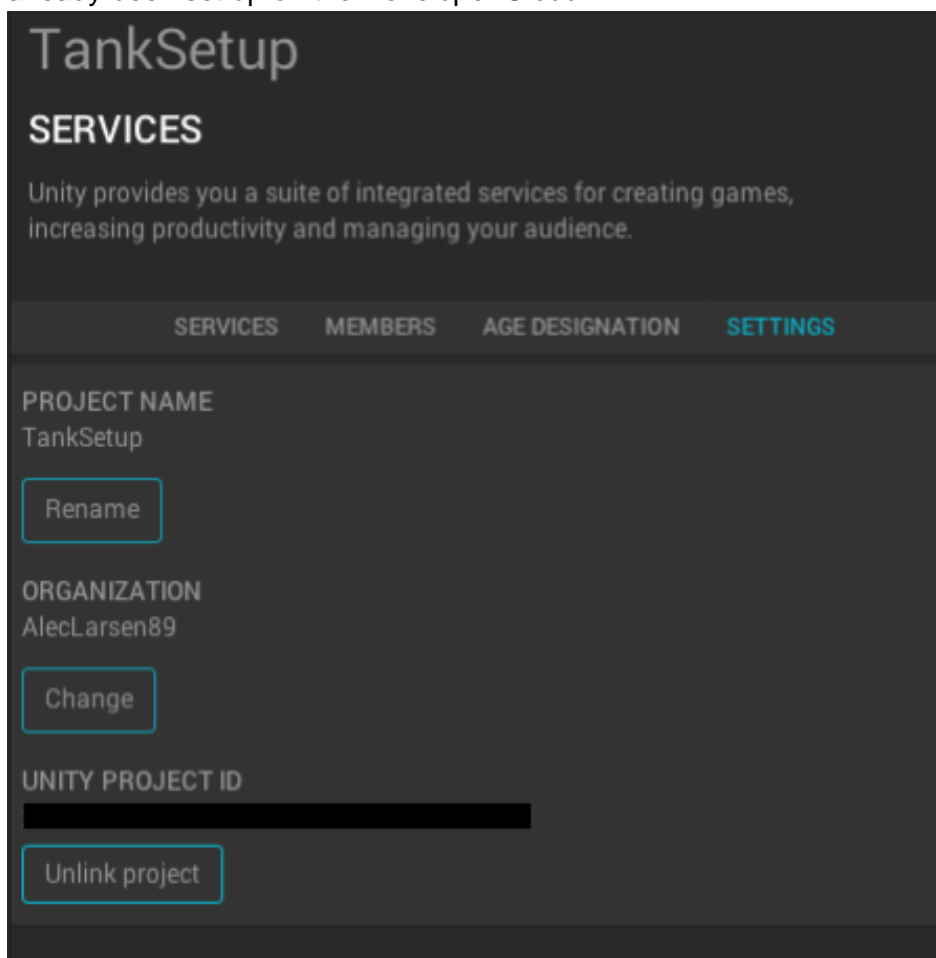 TankSetup
SERVICES
Unity provides you a suite of integrated services for creating games,
increasing productivity and managing your audience.
SERVICES MEMBERS AGE DESIGNATION SETTINGS
PROJECT NAME
TankSetup
Rename
ORGANIZATION
AlecLarsen89
Change
UNITY PROJECT ID
Unlink project